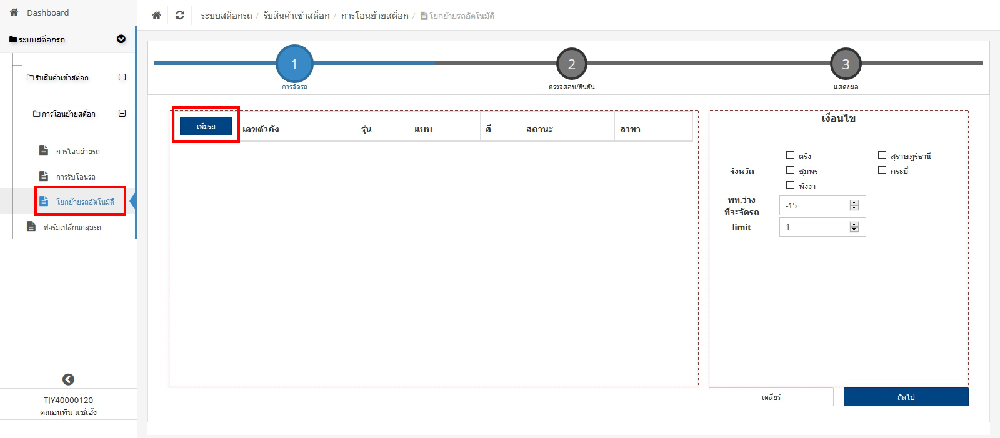 Dashboard
ระบบสต็อกรถ
รับสินค้าเข้าสต็อก
การโอนย้ายสต็อก
การโอนย้ายรถ
การรับโอนรถ
โยกย้ายรถอัตโนมัติ
ฟอร์มเปลี่ยนกลุ่มรถ
TJY40000120
คุณอนุทิน แซ่เฮ้ง
ระบบสต็อกรถ / รับสินค้าเข้าสต็อก / การโอนย้ายสต็อก / โยกย้ายรถอัตโนมัติ
1 2 3
การจัดรถ ตรวจสอบ/ยืนยัน แสดงผล
เพิ่มรถ เลขตัวถัง รุ่น แบบ สี สถานะ สาขา
เงื่อนไข
จังหวัด
ตรัง สุราษฎร์ธานี
ชุมพร กระบี่
พังงา
พท.ว่าง
ที่จะจัดรถ -15
limit 1
เคลียร์ ถัดไป